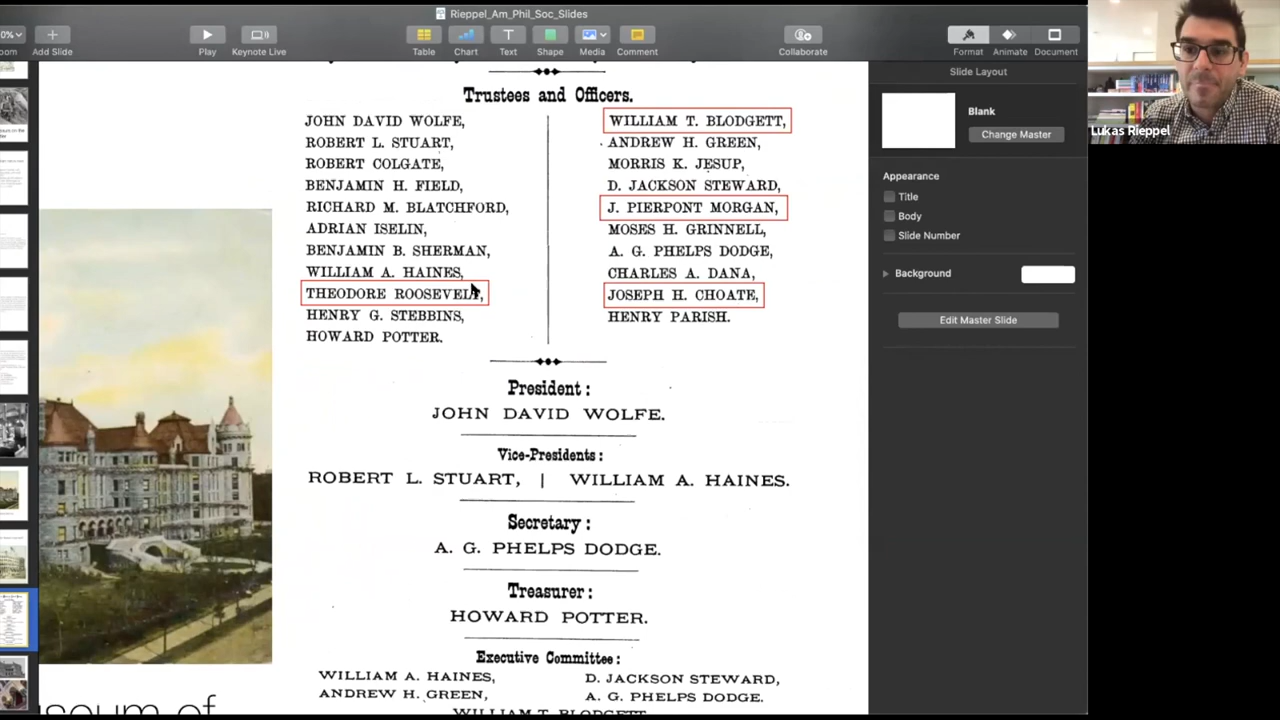 Rieppel_Am_Phil_Soc_Slides
0%
Add Slide
Play
Keynote Live
Table
Chart
Text
Shape
Media
Comment
Collaborate
Format
Animate
Document
Trustees and Officers.
JOHN DAVID WOLFE,
ROBERT L. STUART,
ROBERT COLGATE,
BENJAMIN H. FIELD,
RICHARD M. BLATCHFORD,
ADRIAN ISELIN,
BENJAMIN B. SHERMAN,
WILLIAM A. HAINES,
THEODORE ROOSEVELT,
HENRY G. STEBBINS,
HOWARD POTTER.
WILLIAM T. BLODGETT,
ANDREW H. GREEN,
MORRIS K. JESUP,
D. JACKSON STEWARD,
J. PIERPONT MORGAN,
MOSES H. GRINNELL,
A. G. PHELPS DODGE,
CHARLES A. DANA,
JOSEPH H. CHOATE,
HENRY PARISH.
President:
JOHN DAVID WOLFE.
Vice-Presidents:
ROBERT L. STUART, | WILLIAM A. HAINES.
Secretary:
A. G. PHELPS DODGE.
Treasurer:
HOWARD POTTER.
Executive Committee:
WILLIAM A. HAINES,
ANDREW H. GREEN,
D. JACKSON STEWARD,
A. G. PHELPS DODGE.
WILLIAM T. BLODGETT
of
Slide Layout
Blank
Change Master
Appearance
Title
Body
Slide Number
Background
Edit Master Slide
Lukas Rieppel